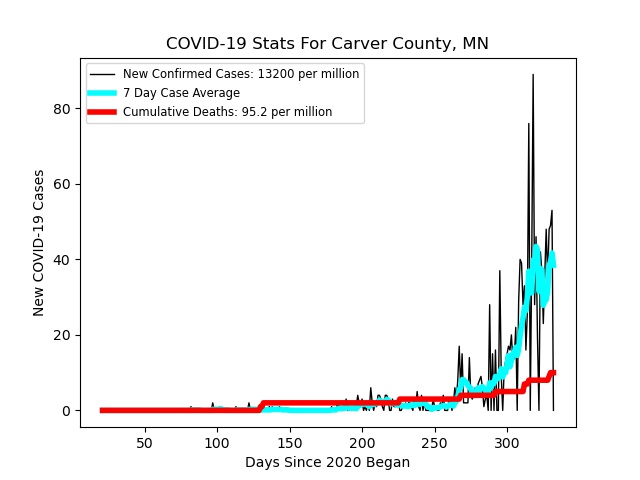 COVID-19 Stats For Carver County, MN
New Confirmed Cases: 13200 per million
7 Day Case Average
Cumulative Deaths: 95.2 per million
New COVID-19 Cases
80
60
40
20
0
50 100 150 200 250 300
Days Since 2020 Began